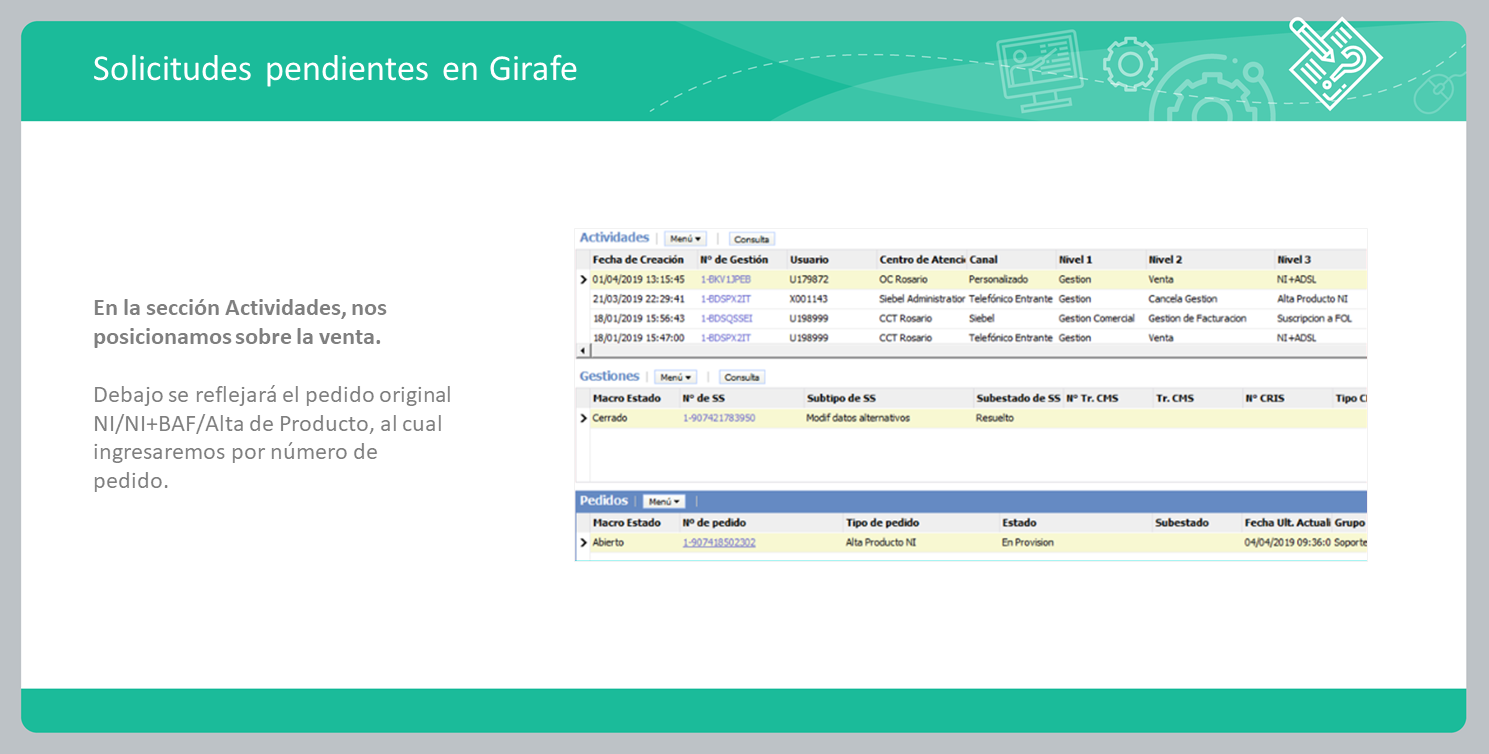 Solicitudes pendientes en Girafe
En la sección Actividades, nos
posicionamos sobre la venta.
Debajo se reflejará el pedido original
NI/NI+BAF/Alta de Producto, al cual
ingresaremos por número de
pedido.
Actividades | Menú | Consulta
Fecha de Creación Nº de Gestión Usuario Centro de Atenció Canal Nivel 1 Nivel 2 Nivel 3
01/04/2019 13:15:45 1-BKV1JPEB U179872 OC Rosario Personalizado Gestion Venta NI+ADSL
21/03/2019 22:29:41 1-BDSPX2IT X001143 Siebel Administration Telefónico Entrante Gestion Cancela Gestion Alta Producto NI
18/01/2019 15:56:43 1-BDSQSSEI U198999 CCT Rosario Siebel Gestion Comercial Gestion de Facturacion Suscripcion a FOL
18/01/2019 15:47:00 1-BDSPX2IT U198999 CCT Rosario Telefónico Entrante Gestion Venta NI+ADSL
Gestiones | Menú | Consulta
Macro Estado Nº de SS Subtipo de SS Subestado de SS Nº Tr. CMS Tr. CMS Nº CRIS Tipo Cl
Cerrado 1-907421783950 Modif datos alternativos Resuelto
Pedidos | Menú |
Macro Estado Nº de pedido Tipo de pedido Estado Subestado Fecha Ult. Actuali Grupo
Abierto 1-907418502302 Alta Producto NI En Provision 04/04/2019 09:36:0 Soporte